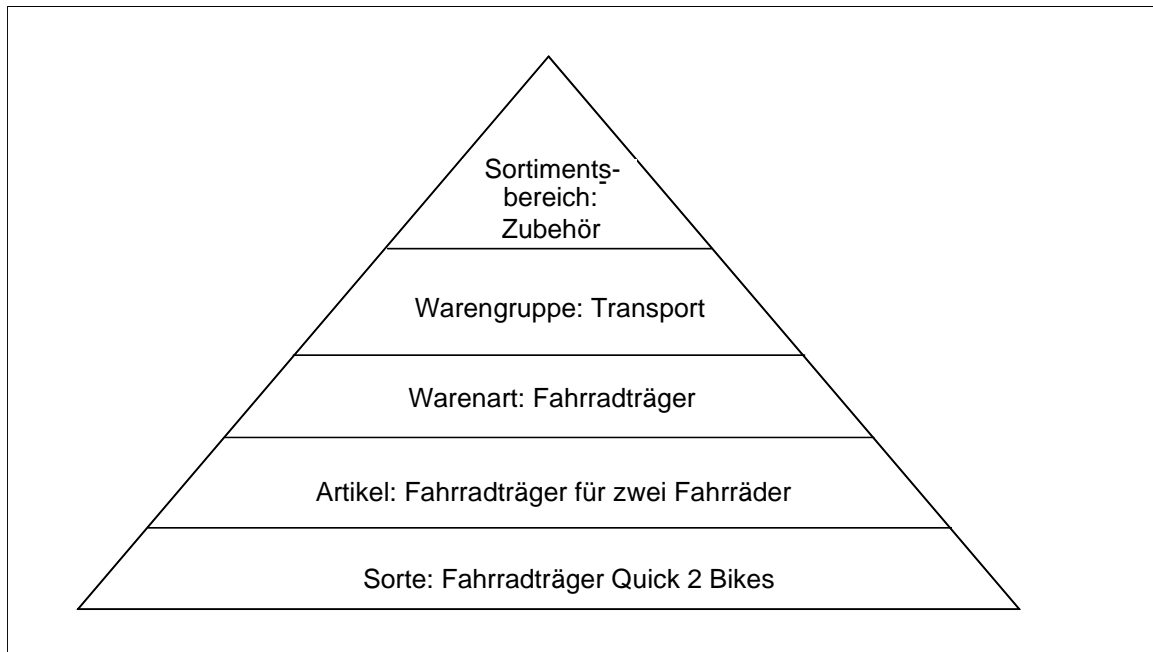 Sortiments-
bereich:
Zubehör
Warengruppe: Transport
Warenart: Fahrradträger
Artikel: Fahrradträger für zwei Fahrräder
Sorte: Fahrradträger Quick 2 Bikes